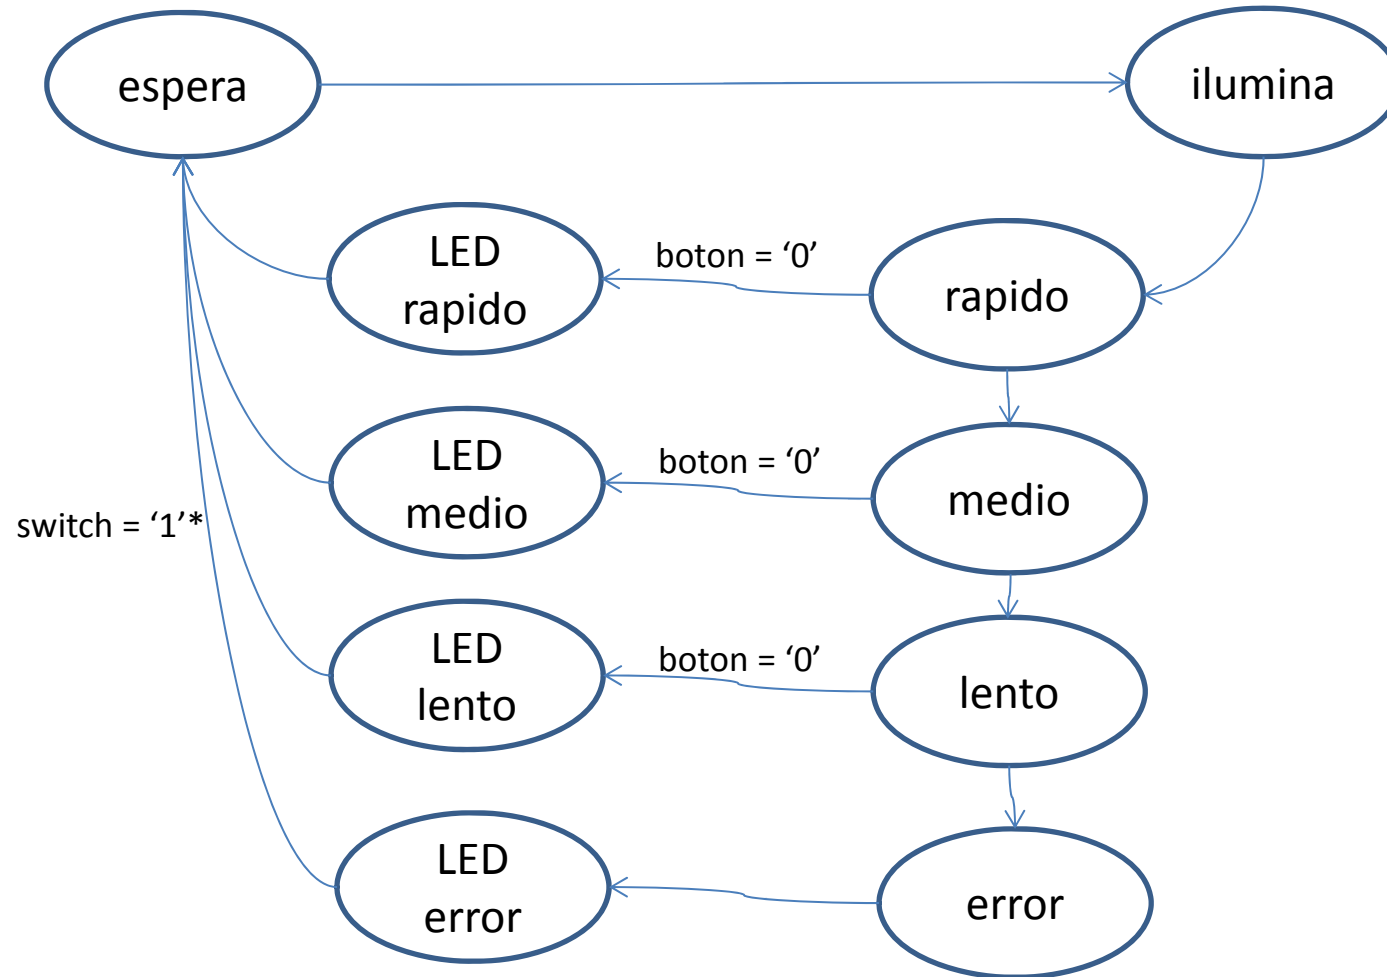 espera
ilumina
LED
rapido
boton = ‘0’
rapido
LED
medio
boton = ‘0’
medio
switch = ‘1’*
LED
lento
boton = ‘0’
lento
LED
error
error